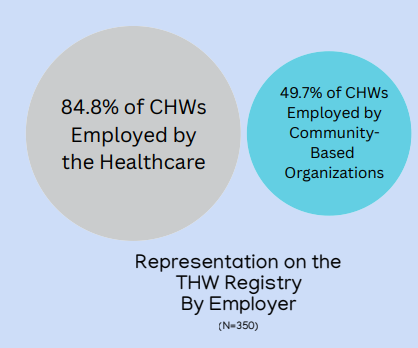 84.8% of CHWs
Employed by
the Healthcare
49.7% of CHWs
Employed by
Community-
Based
Organizations
Representation on the
THW Registry
By Employer
(N=350)